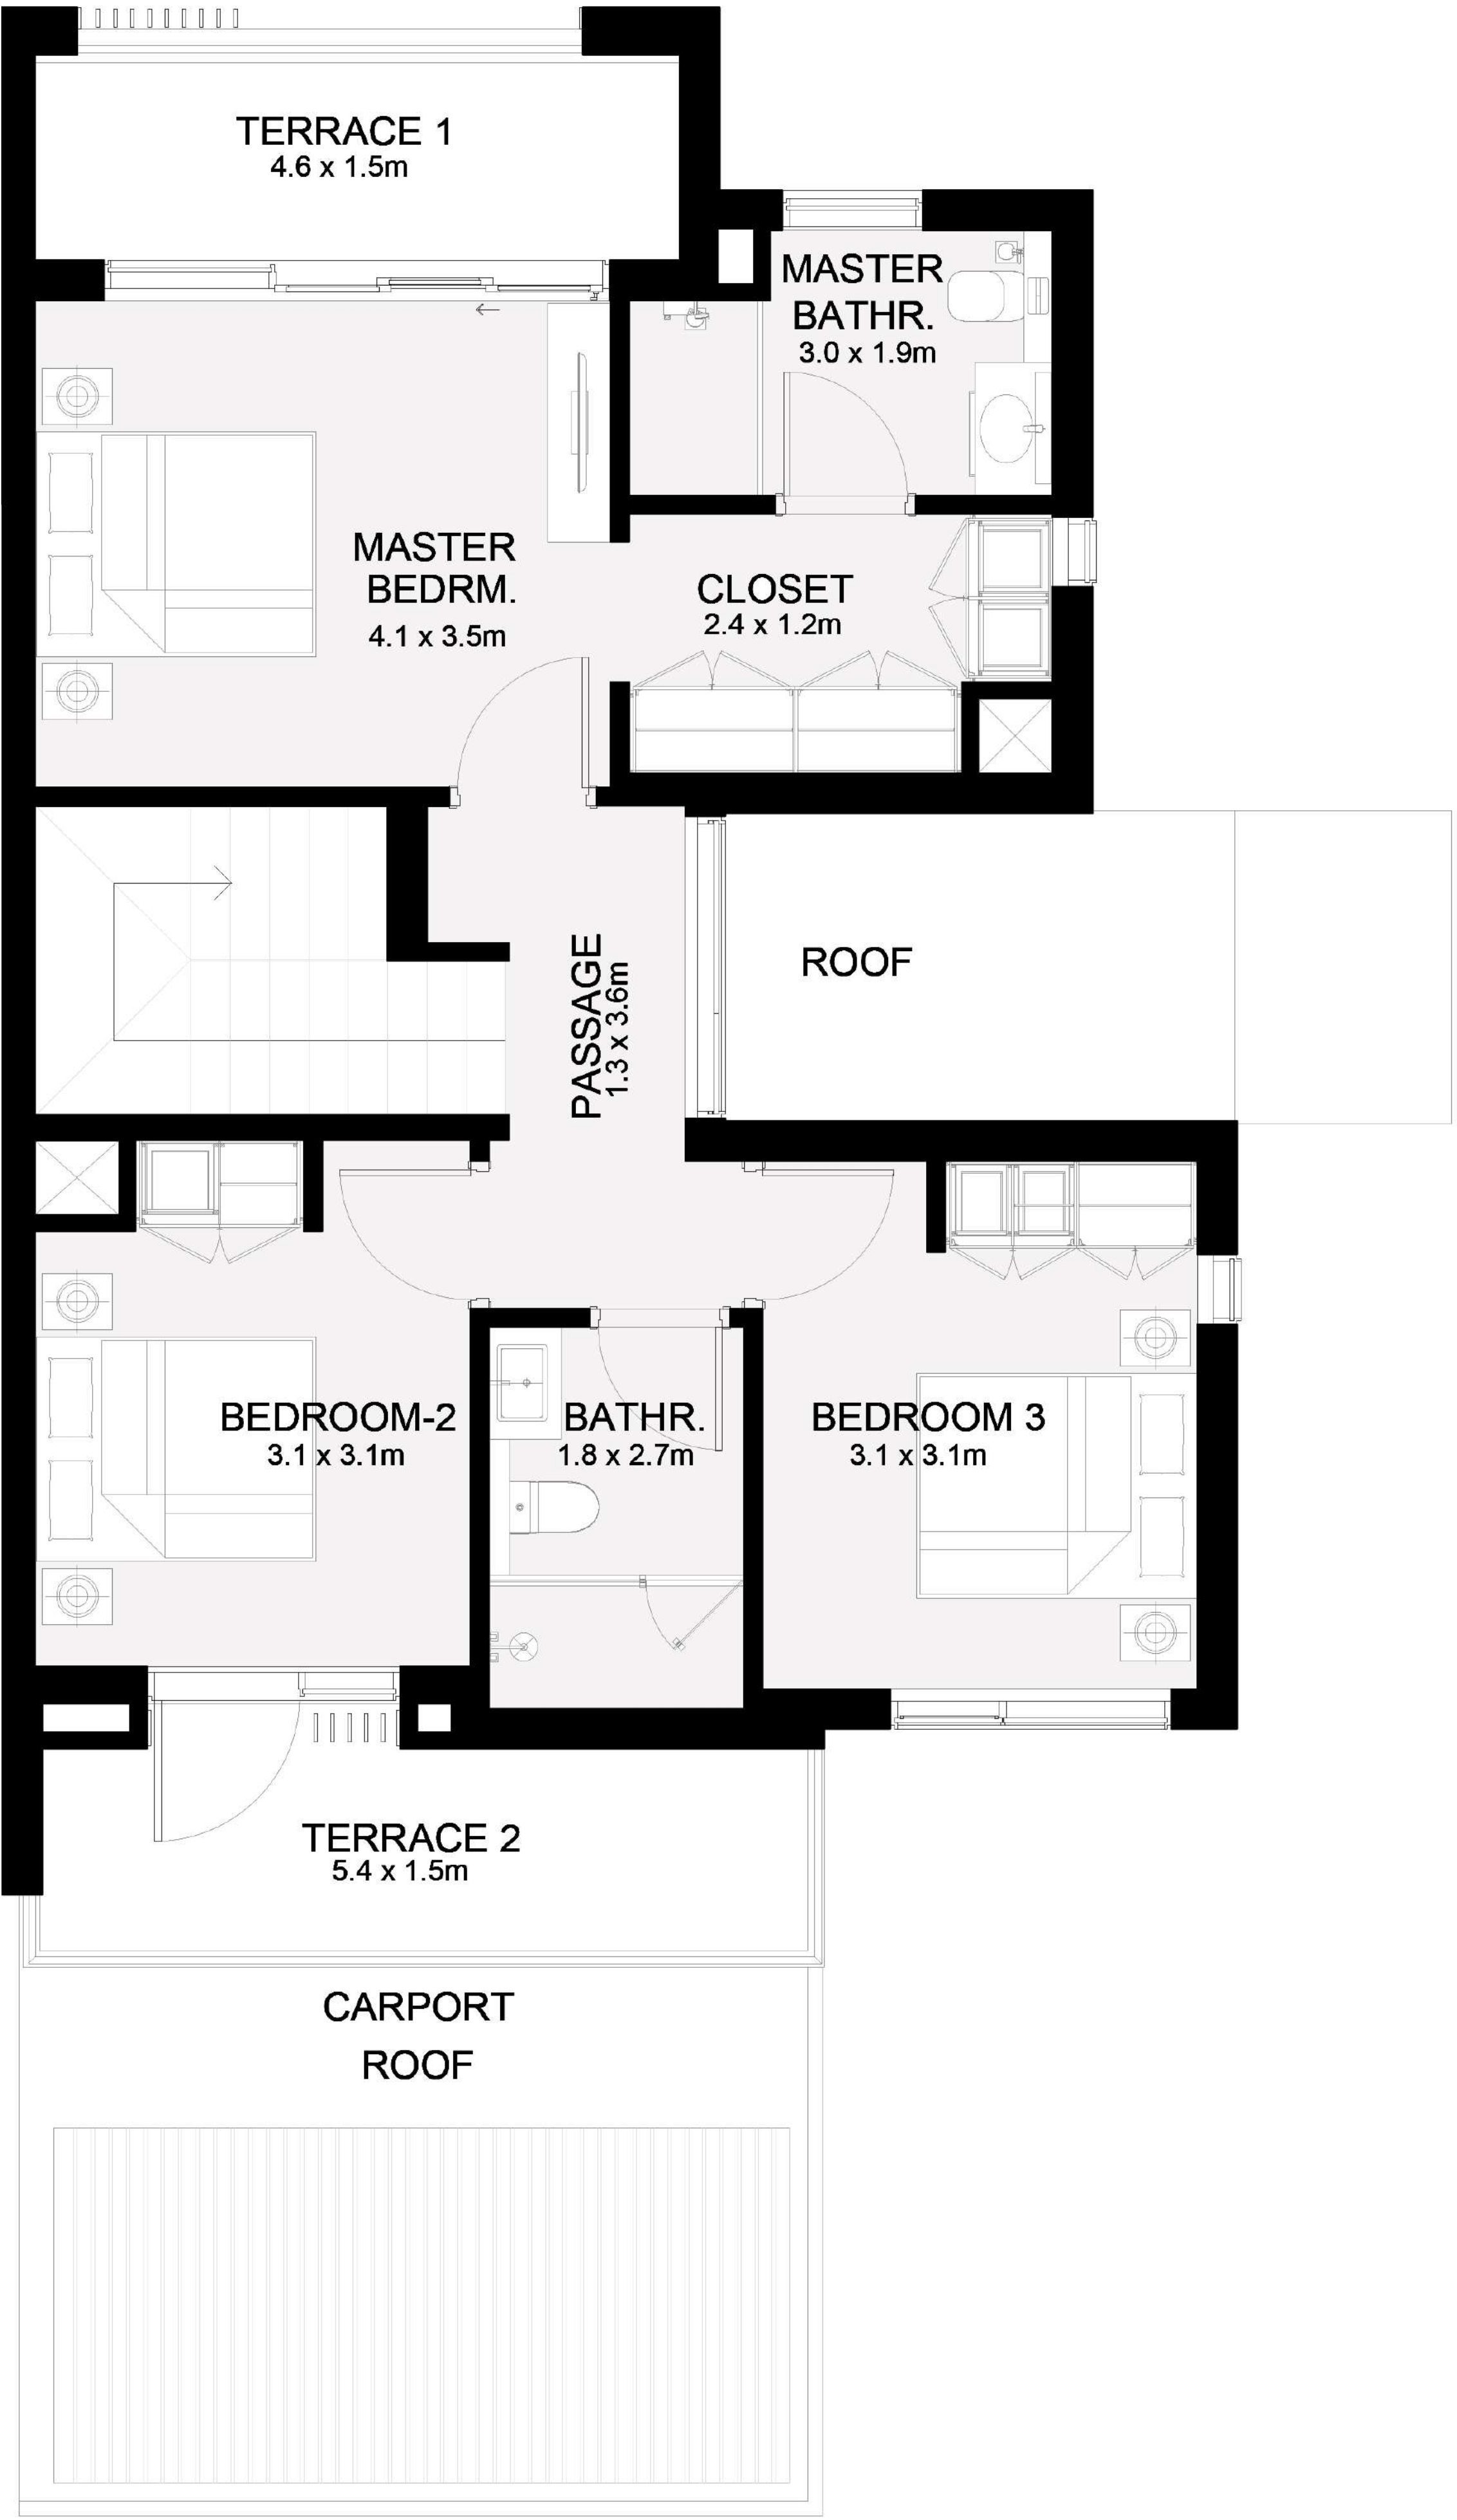 TERRACE 1
4.6 x 1.5m
MASTER
BATHR.
3.0 x 1.9m
MASTER
BEDRM.
4.1 x 3.5m
CLOSET
2.4 x 1.2m
PASSAGE
1.3 x 3.6m
ROOF
BEDROOM-2
3.1 x 3.1m
BATHR.
1.8 x 2.7m
BEDROOM 3
3.1 x 3.1m
TERRACE 2
5.4 x 1.5m
CARPORT
ROOF